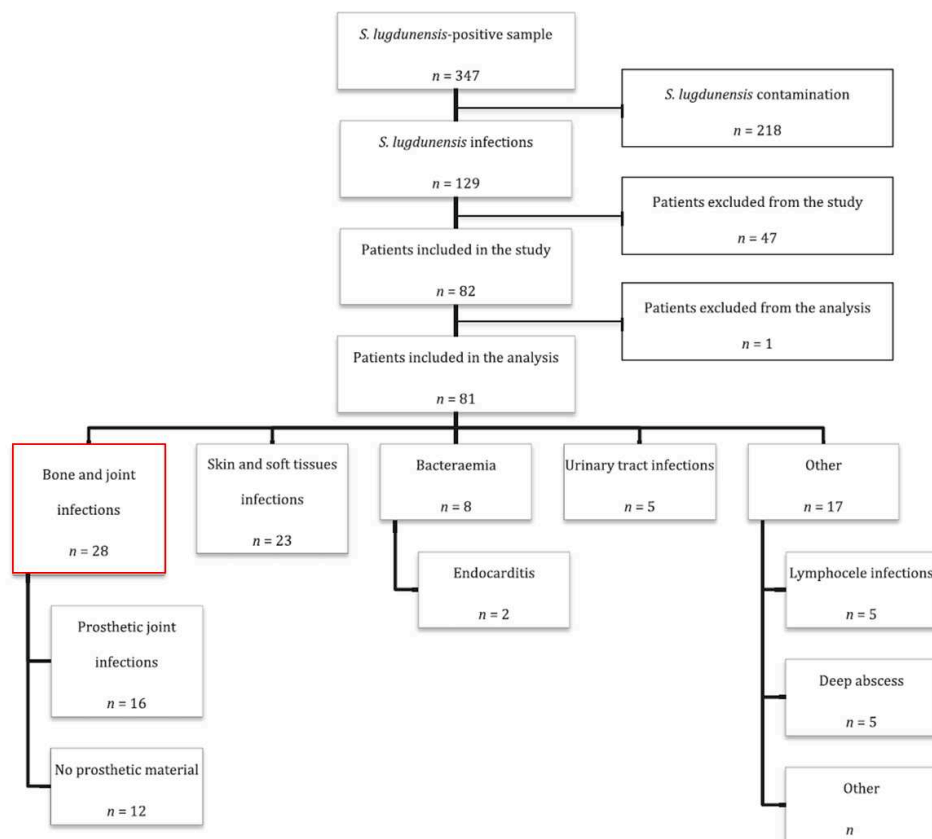 S. lugdunensis-positive sample
n = 347
S. lugdunensis contamination
n = 218
S. lugdunensis infections
n = 129
Patients excluded from the study
n = 47
Patients included in the study
n = 82
Patients excluded from the analysis
n = 1
Patients included in the analysis
n = 81
Bone and joint
infections
n = 28
Skin and soft tissues
infections
n = 23
Bacteraemia
n = 8
Urinary tract infections
n = 5
Other
n = 17
Prosthetic joint
infections
n = 16
No prosthetic material
n = 12
Endocarditis
n = 2
Lymphocele infections
n = 5
Deep abscess
n = 5
Other
n